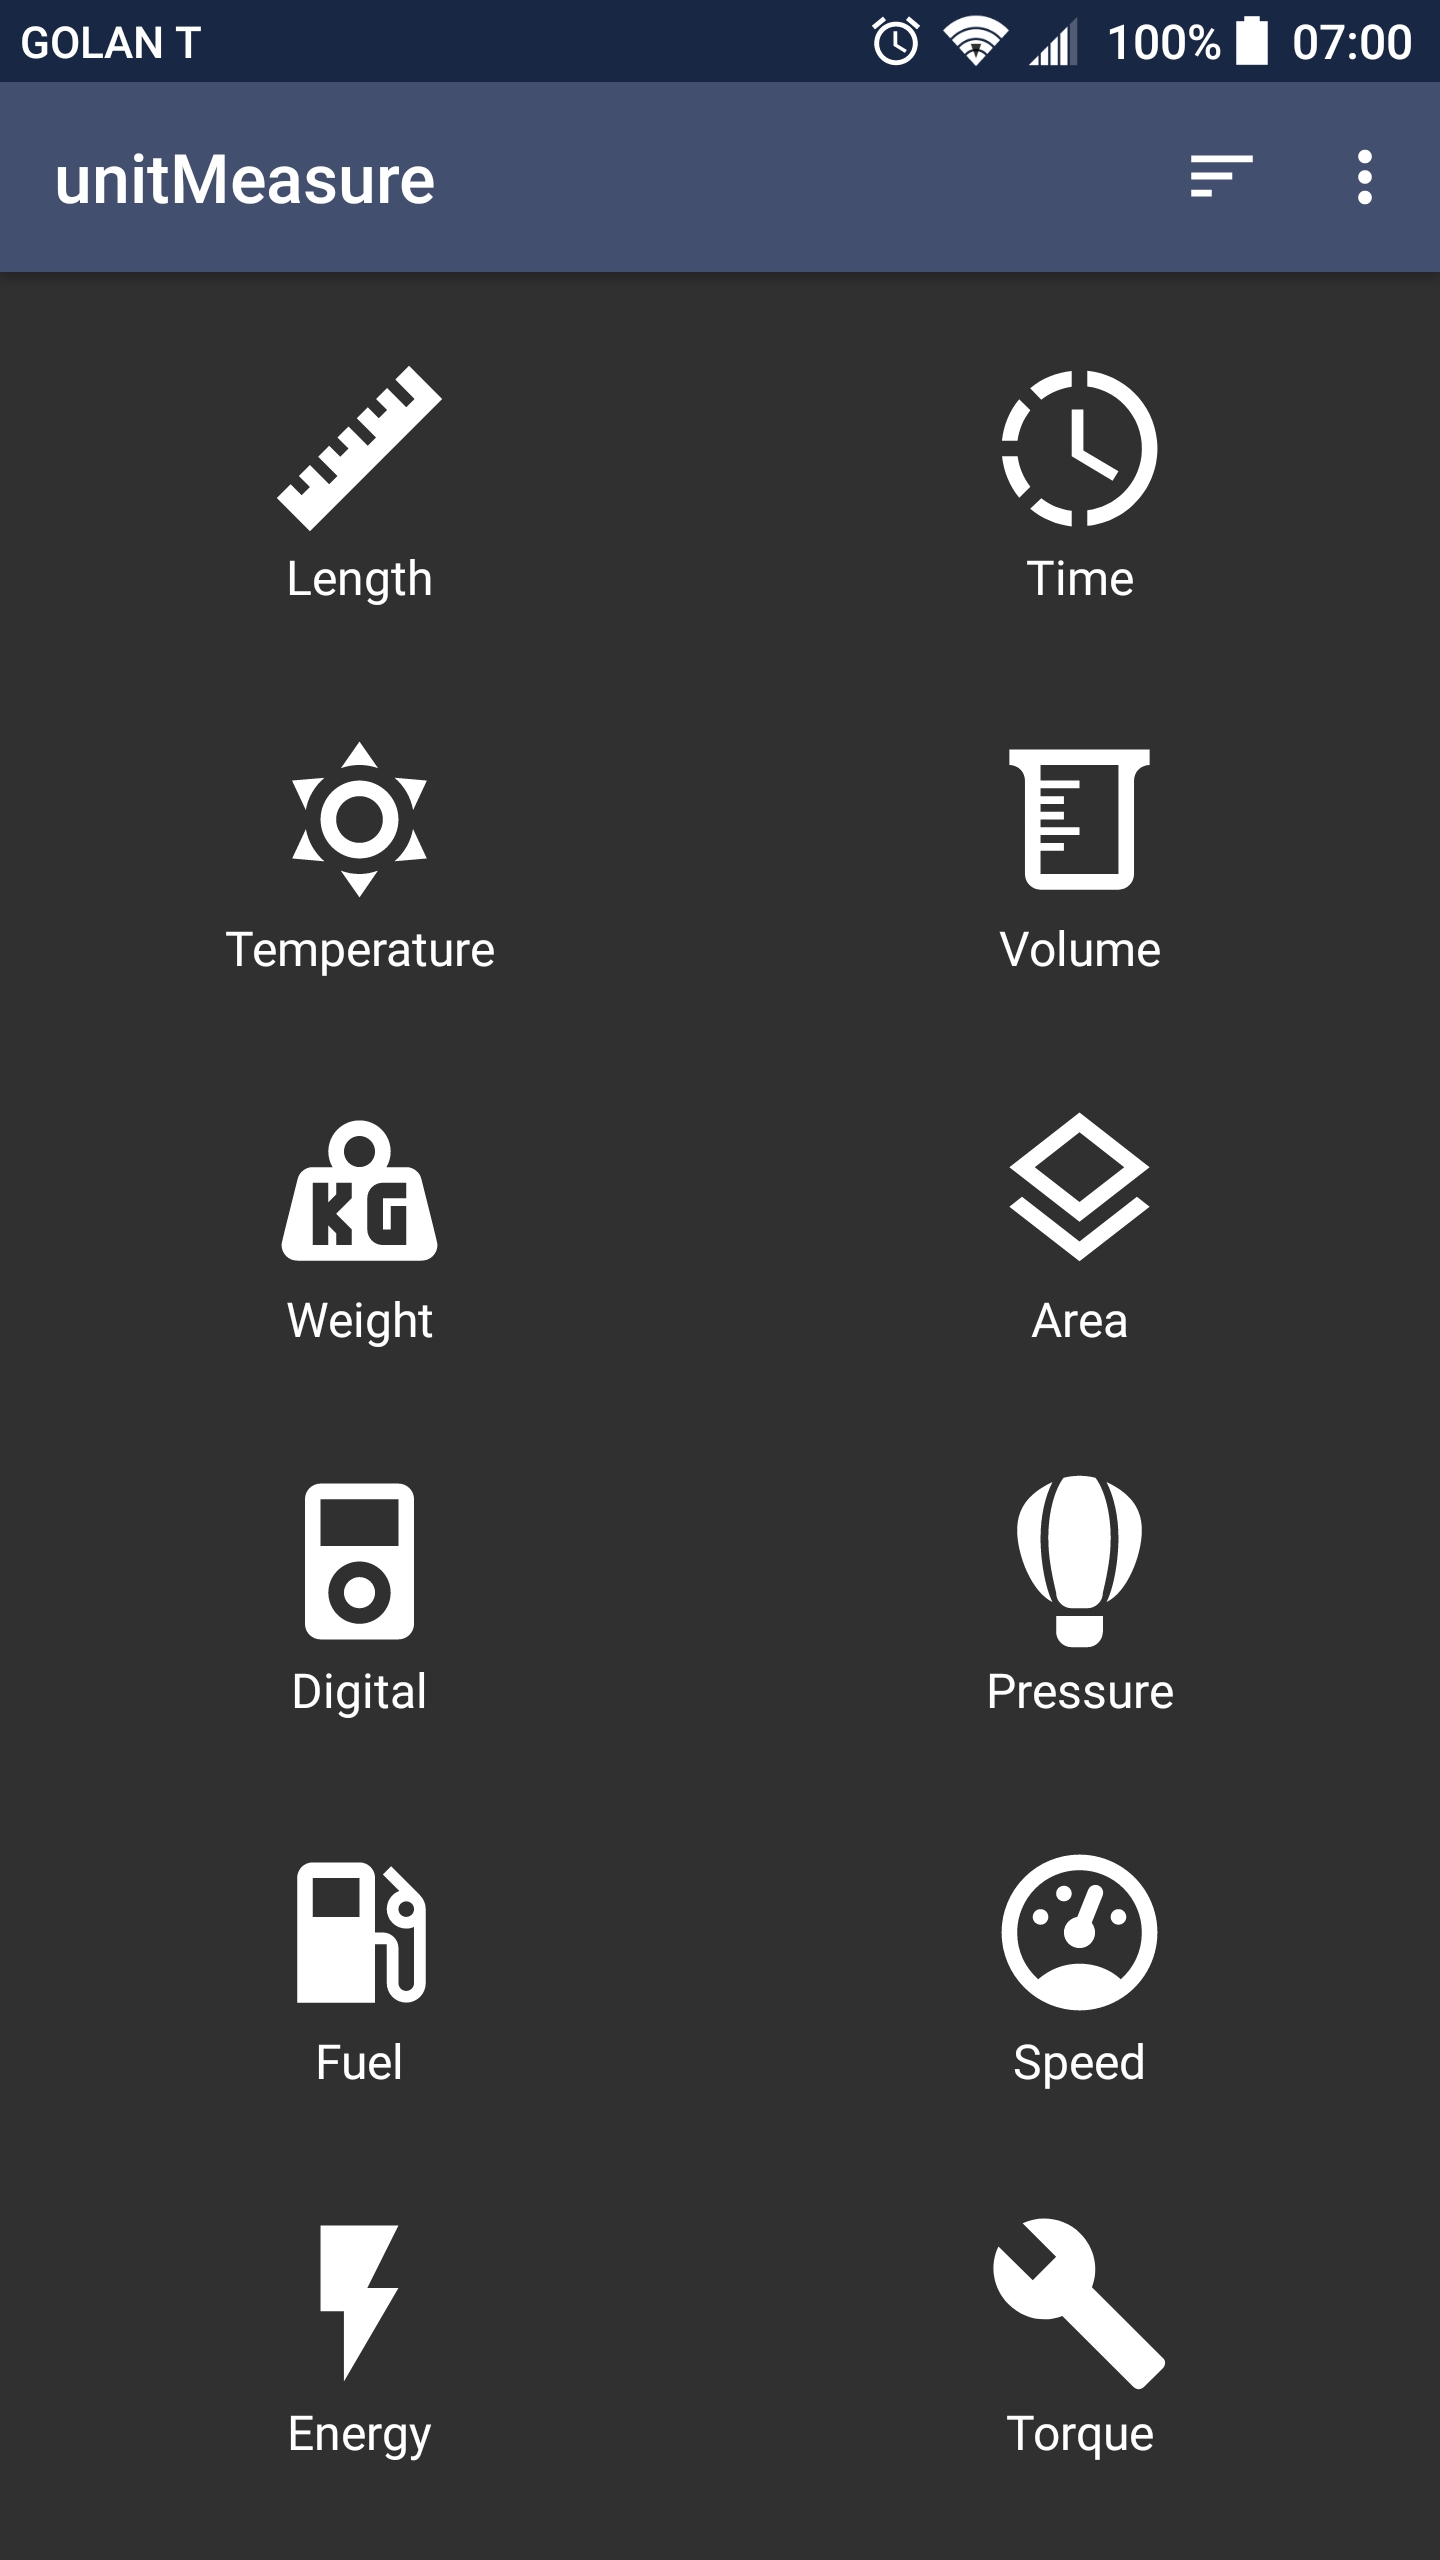 GOLAN T 100% 07:00
unitMeasure
Length Time
Temperature Volume
KG
Weight Area
Digital Pressure
Fuel Speed
Energy Torque